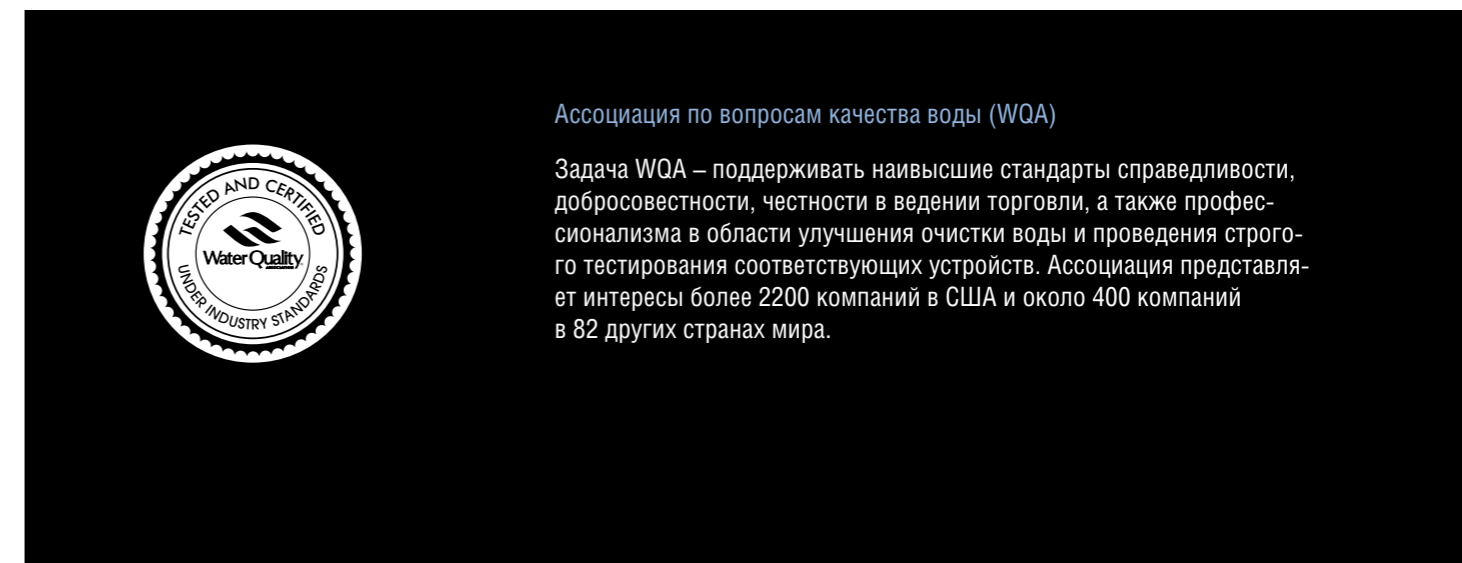 Ассоциация по вопросам качества воды (WQA)
Задача WQA – поддерживать наивысшие стандарты справедливости,
добросовестности, честности в ведении торговли, а также профес-
сионализма в области улучшения очистки воды и проведения строго-
го тестирования соответствующих устройств. Ассоциация представля-
ет интересы более 2200 компаний в США и около 400 компаний
в 82 других странах мира.
TESTED AND CERTIFIED
Water Quality
ASSOCIATION
UNDER INDUSTRY STANDARDS